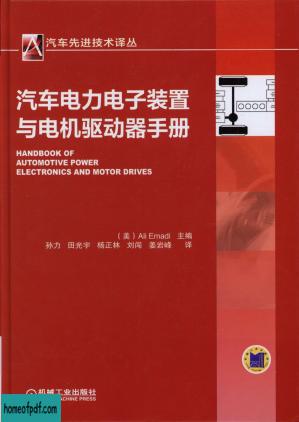 汽车先进技术译丛
汽车电力电子装置
与电机驱动器手册
HANDBOOK OF
AUTOMOTIVE POWER
ELECTRONICS AND MOTOR DRIVES
（美）Ali Emadi 主编
孙力 田光宇 杨正林 刘闯 姜岩峰 译
机械工业出版社
MACHINE PRESS
homeofpdf.com